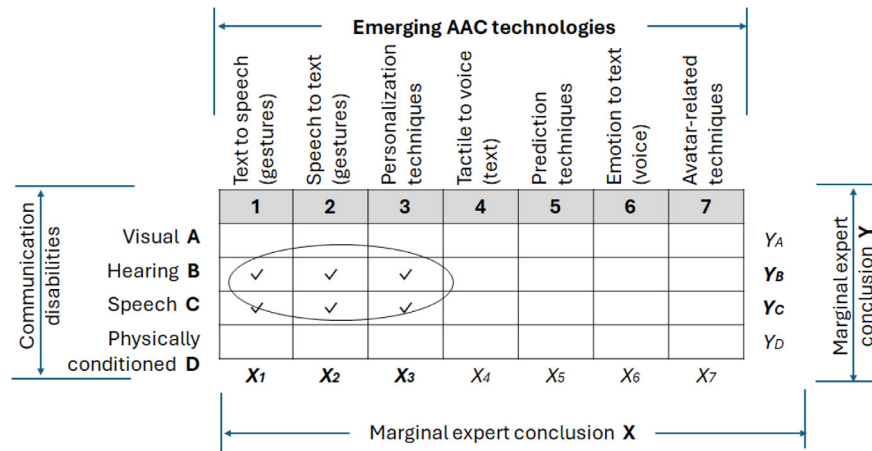 Emerging AAC technologies
Text to speech
(gestures)
Speech to text
(gestures)
Personalization
techniques
Tactile to voice
(text)
Prediction
techniques
Emotion to text
(voice)
Avatar-related
techniques
1 2 3 4 5 6 7
Communication
disabilities
Visual A
Hearing B ✓ ✓ ✓
Speech C ✓ ✓ ✓
Physically
conditioned D
YA
YB
YC
YD
Marginal expert
conclusion Y
X1 X2 X3 X4 X5 X6 X7
Marginal expert conclusion X